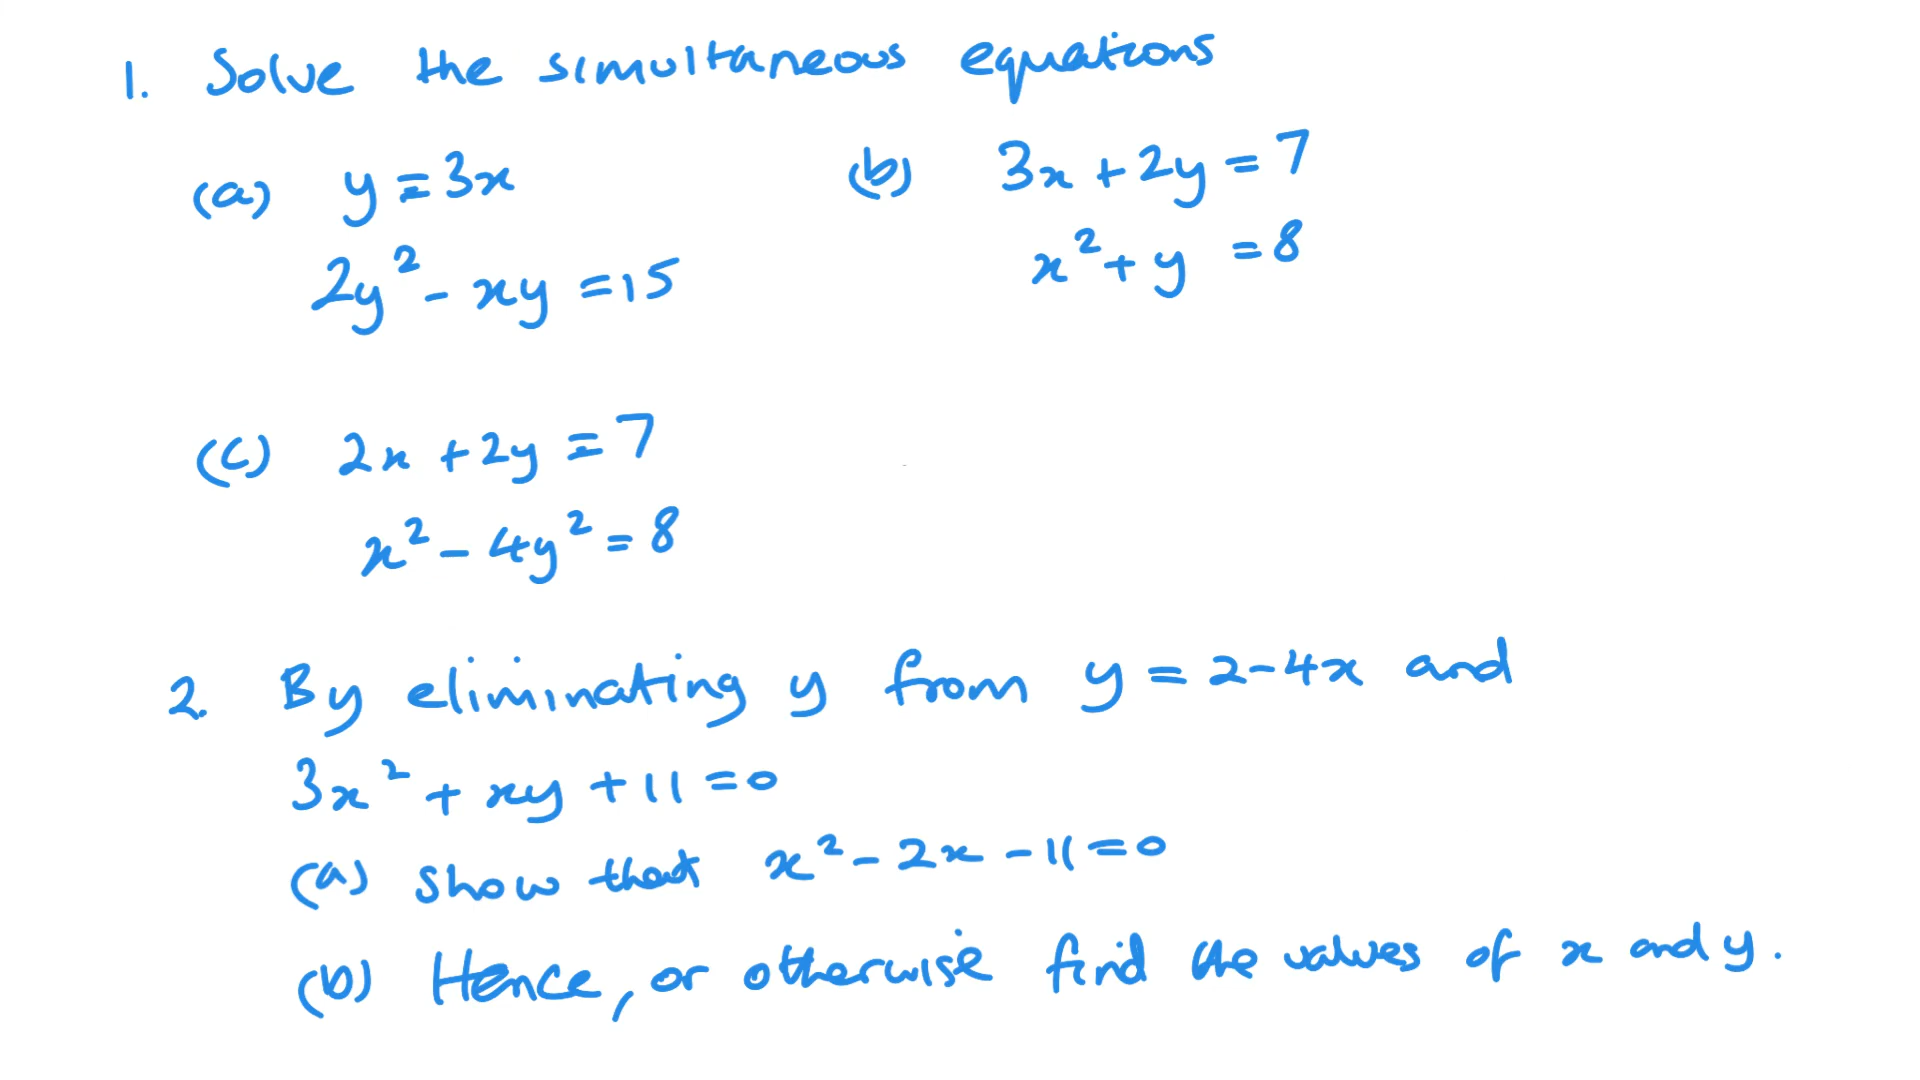 1. Solve the simultaneous equations
(a) y = 3x (b) 3x + 2y = 7
2y² - xy = 15 x² + y = 8
(c) 2x + 2y = 7
x² - 4y² = 8
2. By eliminating y from y = 2 - 4x and
3x² + xy + 11 = 0
(a) show that x² - 2x - 11 = 0
(b) Hence, or otherwise find the values of x and y.